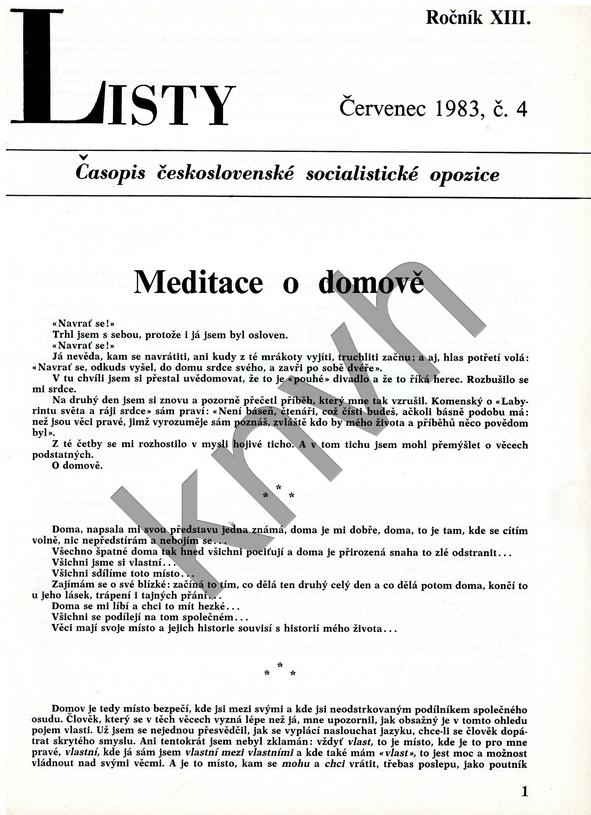 Ročník XIII.
LISTY
Červenec 1983, č. 4
Časopis československé socialistické opozice
Meditace o domově
«Navrať se!»
Trhl jsem s sebou, protože i já jsem byl osloven.
«Navrať se!»
Já nevěda, kam se navrátiti, ani kudy z té mrákoty vyjíti, truchliti začnu; a aj, hlas potřetí volá:
«Navrať se, odkuds vyšel, do domu srdce svého, a zavři po sobě dvéře».
V tu chvíli jsem si přestal uvědomovat, že to je «pouhé» divadlo a že to říká herec. Rozbušilo se
mi srdce.
Na druhý den jsem si znovu a pozorně přečetl příběh, který mne tak vzrušil. Komenský o «Laby-
rintu světa a ráji srdce» sám praví: «Není báseň, čtenáři, což čísti budeš, ačkoli básně podobu má:
než jsou věci pravé, jimž vyrozuměje sám poznáš, zvláště kdo by mého života a příběhů něco povědom
byl».
Z té četby se mi rozhostilo v mysli hojivé ticho. A v tom tichu jsem mohl přemýšlet o věcech
podstatných.
O domově.
* * *
Doma, napsala mi svou představu jedna známá, doma je mi dobře, doma, to je tam, kde se cítím
volně, nic nepředstírám a nebojím se...
Všechno špatné doma tak hned všichni pociťují a doma je přirozená snaha to zlé odstranit...
Všichni jsme si vlastní...
Všichni sdílíme toto místo...
Zajímám se o své blízké: začíná to tím, co dělá ten druhý celý den a co dělá potom doma, končí to
u jeho lásek, trápení i tajných přání...
Doma se mi líbí a chci to mít hezké...
Všichni se podílejí na tom společném...
Věci mají svoje místo a jejich historie souvisí s historií mého života...
* * *
Domov je tedy místo bezpečí, kde jsi mezi svými a kde jsi neodstrkovaným podílníkem společného
osudu. Člověk, který se v těch věcech vyzná lépe než já, mne upozornil, jak obsažný je v tomto ohledu
pojem vlasti. Už jsem se nejednou přesvědčil, jak se vyplácí naslouchat jazyku, chce-li se člověk dopá-
trat skrytého smyslu. Ani tentokrát jsem nebyl zklamán: vždyť vlast, to je místo, kde je to pro mne
pravé, vlastní, kde já sám jsem vlastní mezi vlastními a kde také mám «vlast», to jest moc a možnost
vládnout nad svými věcmi. A je to místo, kam se mohu a chci vrátit, třebas poslepu, jako poutník
1
knvh